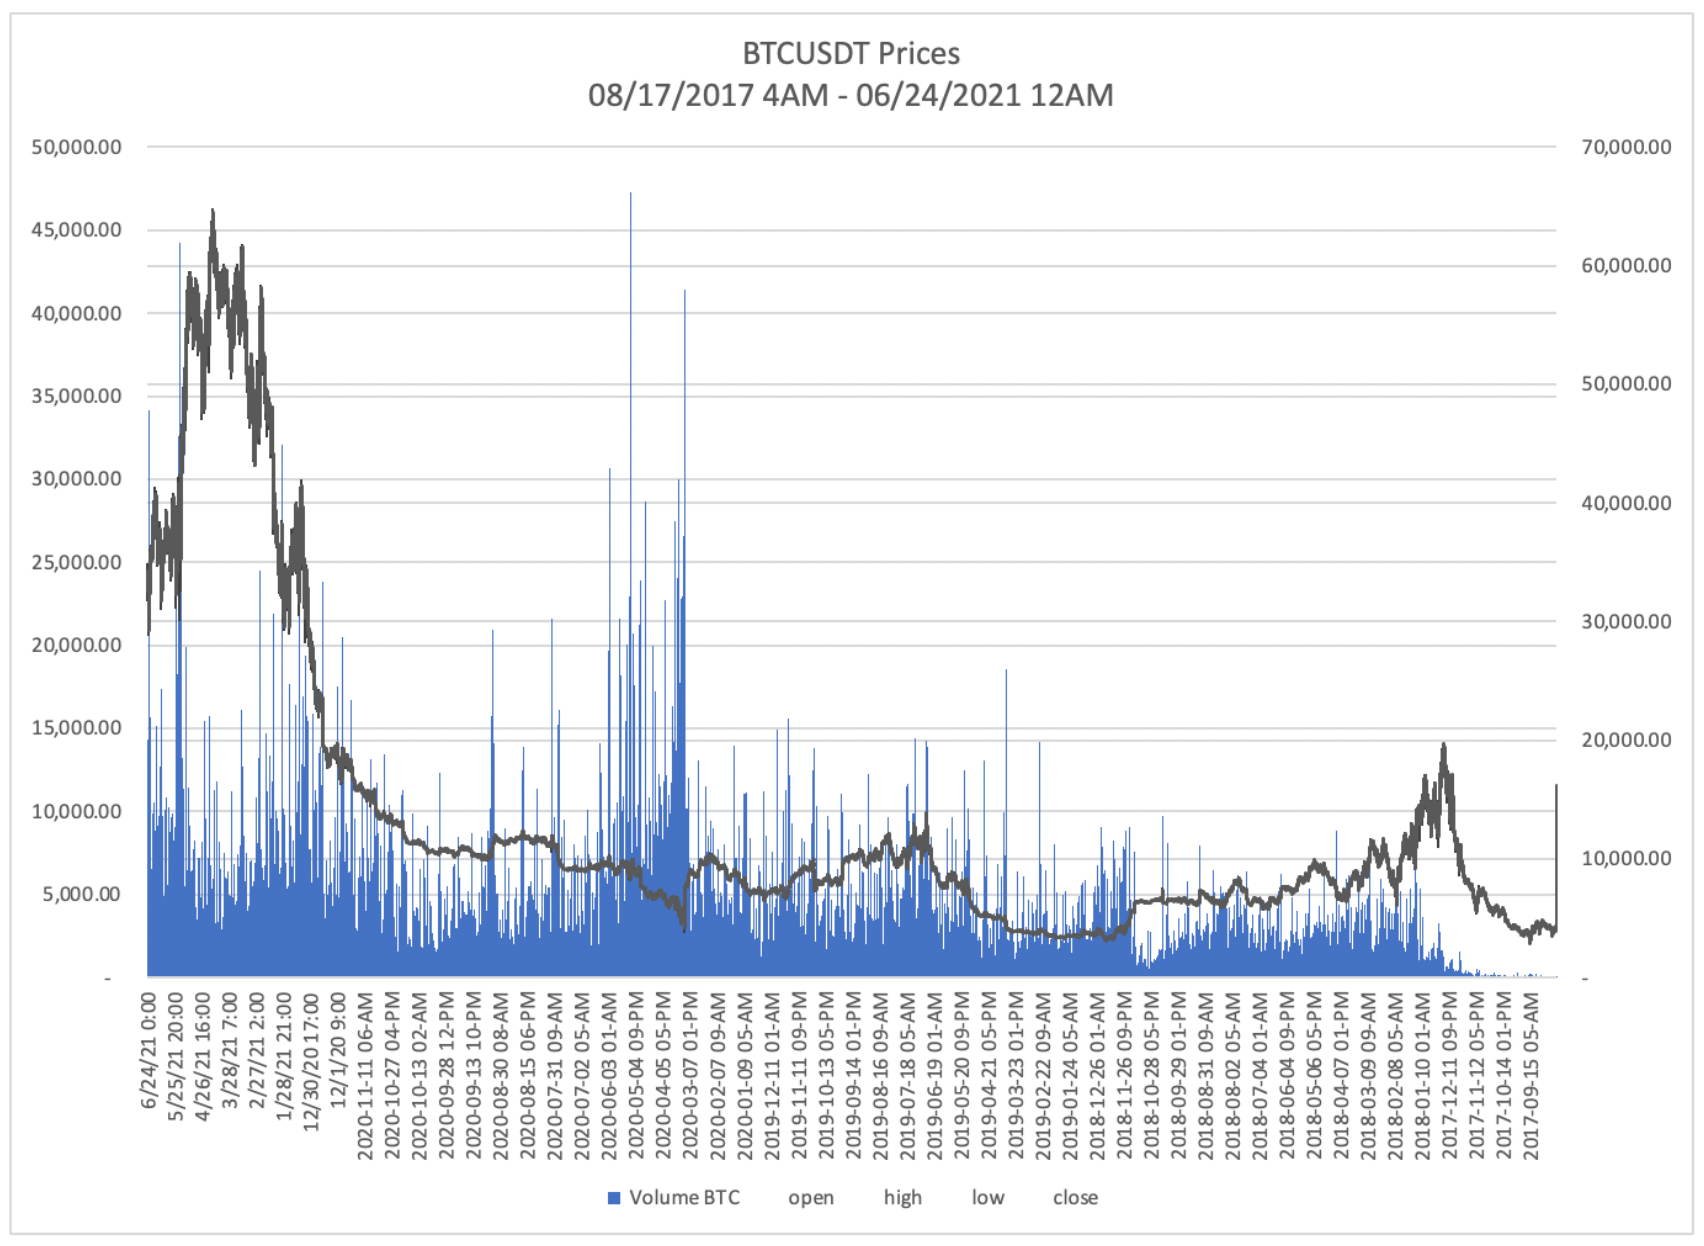 BTCUSDT Prices
08/17/2017 4AM - 06/24/2021 12AM
50,000.00
45,000.00
40,000.00
35,000.00
30,000.00
25,000.00
20,000.00
15,000.00
10,000.00
5,000.00
-
70,000.00
60,000.00
50,000.00
40,000.00
30,000.00
20,000.00
10,000.00
-
6/24/21 0:00
5/25/21 20:00
4/26/21 16:00
3/28/21 7:00
2/27/21 2:00
1/28/21 21:00
12/30/20 17:00
12/1/20 9:00
2020-11-11 06-AM
2020-10-27 04-PM
2020-10-13 02-AM
2020-09-28 12-PM
2020-09-13 10-PM
2020-08-30 08-AM
2020-08-15 06-PM
2020-07-31 09-AM
2020-07-02 05-AM
2020-06-03 01-AM
2020-05-04 09-PM
2020-04-05 05-PM
2020-03-07 01-PM
2020-02-07 09-AM
2020-01-09 05-AM
2019-12-11 01-AM
2019-11-11 09-PM
2019-10-13 05-PM
2019-09-14 01-PM
2019-08-16 09-AM
2019-07-18 05-AM
2019-06-19 01-AM
2019-05-20 09-PM
2019-04-21 05-PM
2019-03-23 01-PM
2019-02-22 09-AM
2019-01-24 05-AM
2018-12-26 01-AM
2018-11-26 09-PM
2018-10-28 05-PM
2018-09-29 01-PM
2018-08-31 09-AM
2018-08-02 05-AM
2018-07-04 01-AM
2018-06-04 09-PM
2018-05-06 05-PM
2018-04-07 01-PM
2018-03-09 09-AM
2018-02-08 05-AM
2018-01-10 01-AM
2017-12-11 09-PM
2017-11-12 05-PM
2017-10-14 01-PM
2017-09-15 05-AM
Volume BTC open high low close